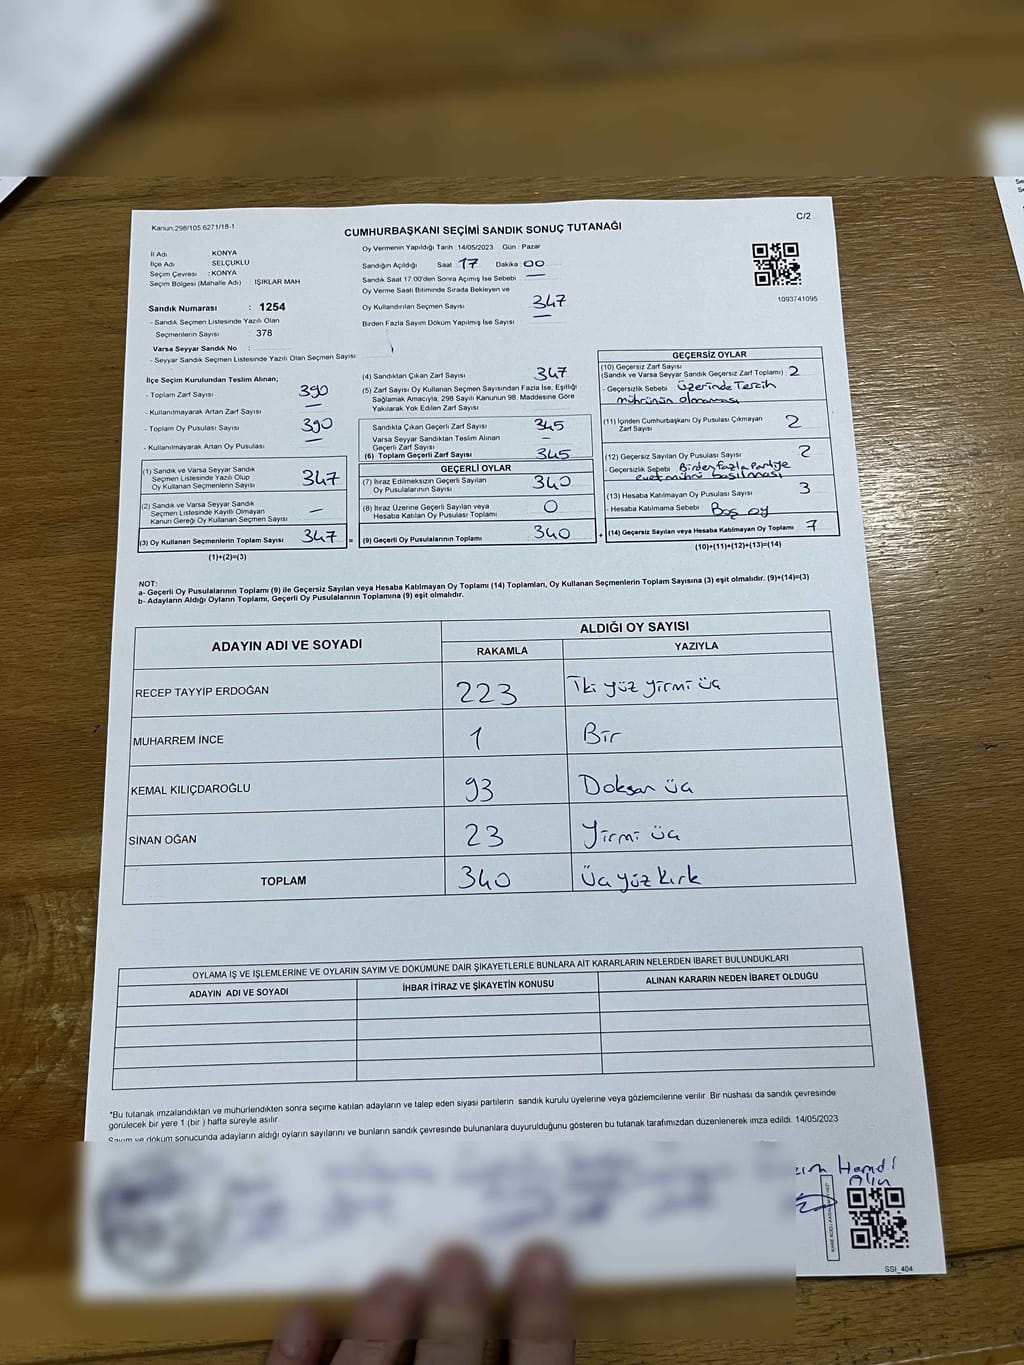 Kanun 298/105 6271/18-1
C/2
CUMHURBAŞKANI SEÇİMİ SANDIK SONUÇ TUTANAĞI
İl Adı KONYA
İlçe Adı SELÇUKLU
Seçim Çevresi : KONYA
Seçim Bölgesi (Mahalle Adı) IŞIKLAR MAH
Sandık Numarası : 1254
- Sandık Seçmen Listesinde Yazılı Olan
Seçmenlerin Sayısı : 378
Varsa Seyyar Sandık No :
- Seyyar Sandık Seçmen Listesinde Yazılı Olan Seçmen Sayısı
Oy Vermenin Yapıldığı Tarih :14/05/2023 Gün : Pazar
Sandığın Açıldığı Saat 17 Dakika 00
Sandık Saat 17.00'den Sonra Açımış İse Sebebi —
Oy Verme Saati Bitiminde Sırada Bekleyen ve
Oy Kullandırılan Seçmen Sayısı 347
Birden Fazla Sayım Döküm Yapılmış İse Sayısı —
1093741095
İlçe Seçim Kurulundan Teslim Alınan;
- Toplam Zarf Sayısı 390
- Kullanılmayarak Artan Zarf Sayısı —
- Toplam Oy Pusulası Sayısı 390
- Kullanılmayarak Artan Oy Pusulası —
(1) Sandık ve Varsa Seyyar Sandık
Seçmen Listesinde Yazılı Olup
Oy Kullanan Seçmenlerin Sayısı 347
(2) Sandık ve Varsa Seyyar Sandık
Seçmen Listesinde Kayıtlı Olmayan
Kanun Gereği Oy Kullanan Seçmen Sayısı —
(3) Oy Kullanan Seçmenlerin Toplam Sayısı 347
(1)+(2)=(3)
(4) Sandıktan Çıkan Zarf Sayısı 347
(5) Zarf Sayısı Oy Kullanan Seçmen Sayısından Fazla İse, Eşitliği
Sağlamak Amacıyla, 298 Sayılı Kanunun 98. Maddesine Göre
Yakılarak Yok Edilen Zarf Sayısı
Sandıkta Çıkan Geçerli Zarf Sayısı 345
Varsa Seyyar Sandıktan Teslim Alınan
Geçerli Zarf Sayısı —
(6) Toplam Geçerli Zarf Sayısı 345
GEÇERLİ OYLAR
(7) İtiraz Edilmeksizin Geçerli Sayılan
Oy Pusulalarının Sayısı 340
(8) İtiraz Üzerine Geçerli Sayılan veya
Hesaba Katılan Oy Pusulası Toplamı 0
= (9) Geçerli Oy Pusulalarının Toplamı 340 +
GEÇERSİZ OYLAR
(10) Geçersiz Zarf Sayısı
(Sandık ve Varsa Seyyar Sandık Geçersiz Zarf Toplamı) 2
- Geçersizlik Sebebi Üzerinde Tercih
mührünün olmaması
(11) İçinden Cumhurbaşkanı Oy Pusulası Çıkmayan
Zarf Sayısı 2
(12) Geçersiz Sayılan Oy Pusulası Sayısı 2
- Geçersizlik Sebebi Birden fazla Partiye
evet mührü basılması
(13) Hesaba Katılmayan Oy Pusulası Sayısı 3
- Hesaba Katılmama Sebebi Boş oy
(14) Geçersiz Sayılan veya Hesaba Katılmayan Oy Toplamı 7
(10)+(11)+(12)+(13)=(14)
NOT:
a- Geçerli Oy Pusulalarının Toplamı (9) ile Geçersiz Sayılan veya Hesaba Katılmayan Oy Toplamı (14) Toplamları, Oy Kullanan Seçmenlerin Toplam Sayısına (3) eşit olmalıdır. (9)+(14)=(3)
b- Adayların Aldığı Oyların Toplamı, Geçerli Oy Pusulalarının Toplamına (9) eşit olmalıdır.
ADAYIN ADI VE SOYADI ALDIĞI OY SAYISI
RAKAMLA YAZIYLA
RECEP TAYYİP ERDOĞAN 223 İki yüz yirmi üç
MUHARREM İNCE 1 Bir
KEMAL KILIÇDAROĞLU 93 Doksan üç
SİNAN OĞAN 23 Yirmi üç
TOPLAM 340 Üç yüz kırk
OYLAMA İŞ VE İŞLEMLERİNE VE OYLARIN SAYIM VE DÖKÜMÜNE DAİR ŞİKAYETLERLE BUNLARA AİT KARARLARIN NELERDEN İBARET BULUNDUKLARI
ADAYIN ADI VE SOYADI İHBAR İTİRAZ VE ŞİKAYETİN KONUSU ALINAN KARARIN NEDEN İBARET OLDUĞU
*Bu tutanak imzalandıktan ve mühürlendikten sonra seçime katılan adayların ve talep eden siyasi partilerin sandık kurulu üyelerine veya gözlemcilerine verilir. Bir nüshası da sandık çevresinde
görülecek bir yere 1 (bir ) hafta süreyle asılır
Sayım ve döküm sonucunda adayların aldığı oyların sayılarını ve bunların sandık çevresinde bulunanlara duyurulduğunu gösteren bu tutanak tarafımızdan düzenlenerek imza edildi. 14/05/2023
Hamdi
SSI_404